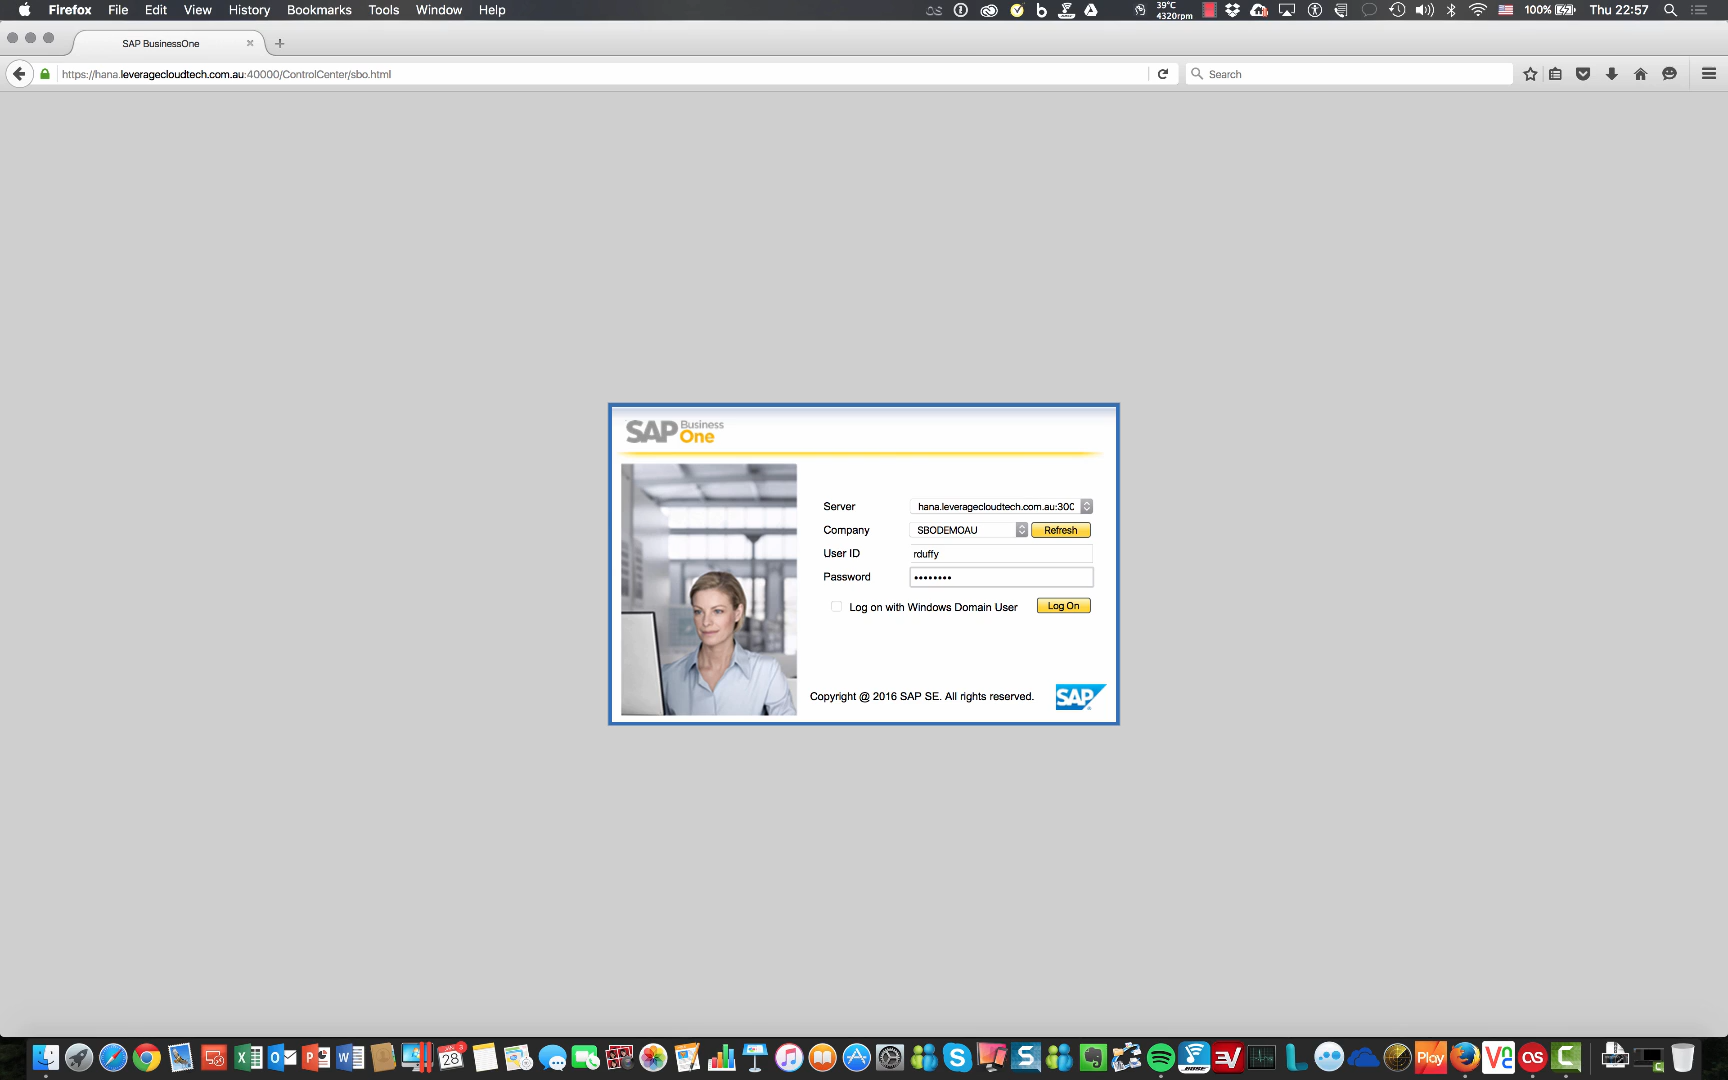 Firefox File Edit View History Bookmarks Tools Window Help
39°C
4320rpm
100%
Thu 22:57
SAP BusinessOne
https://hana.leveragecloudtech.com.au:40000/ControlCenter/sbo.html
Search
SAP Business One
Server hana.leveragecloudtech.com.au:300
Company SBODEMOAU Refresh
User ID rduffy
Password ••••••••
Log on with Windows Domain User Log On
Copyright @ 2016 SAP SE. All rights reserved.
SAP
28
3
Play